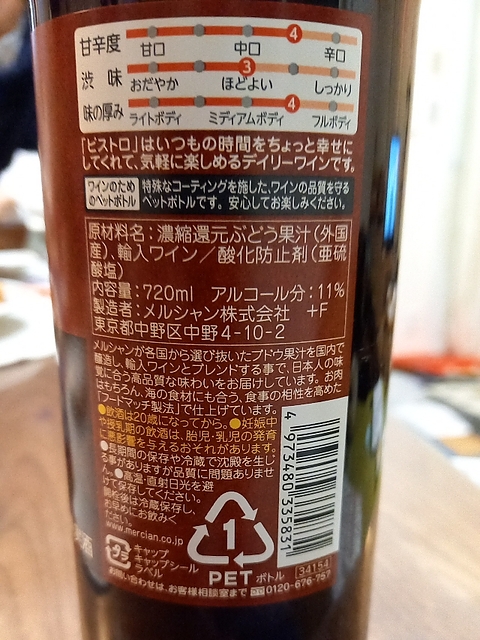 甘辛度 甘口 中口 4 辛口
渋味 おだやか 3 ほどよい しっかり
味の厚み ライトボディ ミディアムボディ 4 フルボディ
「ビストロ」はいつもの時間をちょっと幸せに
してくれて、気軽に楽しめるデイリーワインです。
ワインのため のペットボトル 特殊なコーティングを施した、ワインの品質を守る
ペットボトルです。安心してお楽しみください。
原材料名：濃縮還元ぶどう果汁（外国
産）、輸入ワイン／酸化防止剤（亜硫
酸塩）
内容量：720ml アルコール分：11%
製造者：メルシャン株式会社 +F
東京都中野区中野4-10-2
メルシャンが各国から選び抜いたブドウ果汁を国内で
醸造し、輸入ワインとブレンドする事で、日本人の味
覚に合う高品質な味わいをお届けしています。お肉
はもちろん、海の食材にも合う、食事の相性を高めた
「フードマッチ製法」で仕上げています。
●飲酒は20歳になってから。●妊娠中
や授乳期の飲酒は、胎児・乳児の発育
に悪影響を与えるおそれがあります。
●長期間の保存や冷蔵で沈殿を生じ
る事がありますが品質に問題ありませ
ん。●高温・直射日光を避
けて保存してください。
開栓後は冷蔵保存し、
お早めにお飲みく
ださい。
www.mercian.co.jp
プラ キャップ
キャップシール
ラベル
1
PET ボトル
4 973480 335831
34154
お問い合わせは、お客様相談室まで 0120-676-757